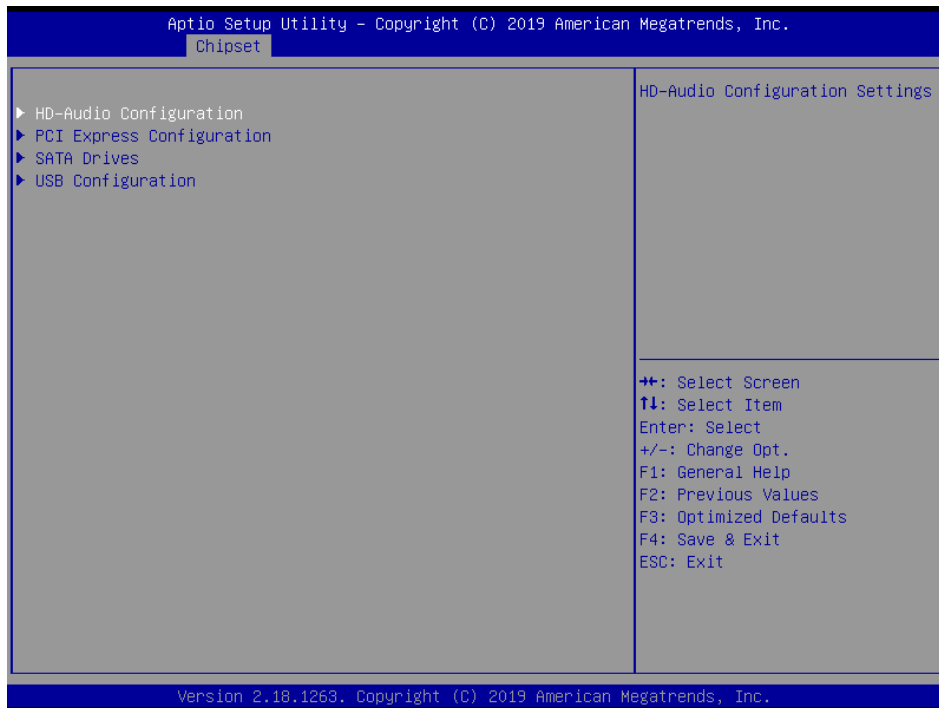 Aptio Setup Utility – Copyright (C) 2019 American Megatrends, Inc.
Chipset
▶ HD-Audio Configuration
▶ PCI Express Configuration
▶ SATA Drives
▶ USB Configuration
HD-Audio Configuration Settings
→←: Select Screen
↑↓: Select Item
Enter: Select
+/-: Change Opt.
F1: General Help
F2: Previous Values
F3: Optimized Defaults
F4: Save & Exit
ESC: Exit
Version 2.18.1263. Copyright (C) 2019 American Megatrends, Inc.